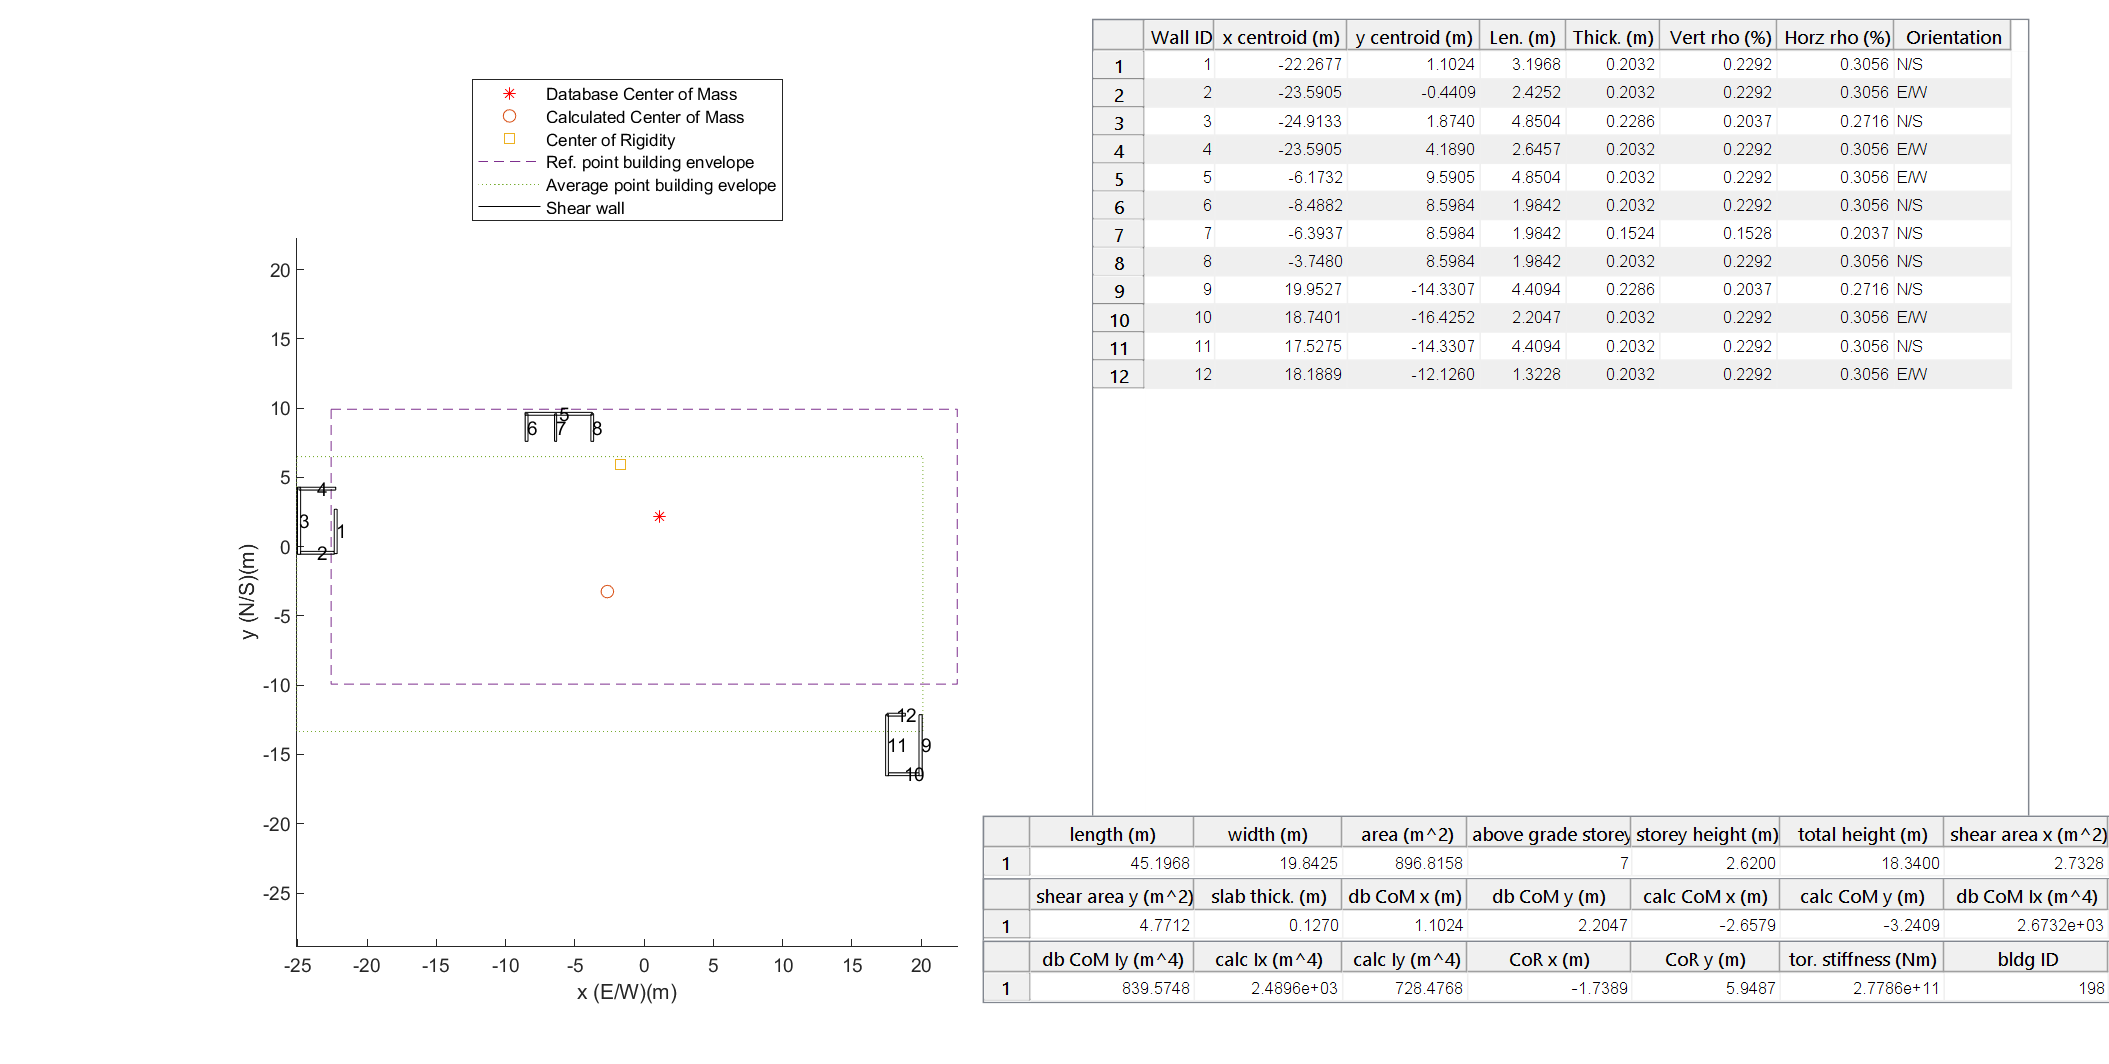 Database Center of Mass
Calculated Center of Mass
Center of Rigidity
Ref. point building envelope
Average point building evelope
Shear wall
20
15
10
5
0
-5
-10
-15
-20
-25
y (N/S)(m)
-25 -20 -15 -10 -5 0 5 10 15 20
x (E/W)(m)
5
6 7 8
4
3 1
2
12
11 9
10
Wall ID x centroid (m) y centroid (m) Len. (m) Thick. (m) Vert rho (%) Horz rho (%) Orientation
1 1 -22.2677 1.1024 3.1968 0.2032 0.2292 0.3056 N/S
2 2 -23.5905 -0.4409 2.4252 0.2032 0.2292 0.3056 E/W
3 3 -24.9133 1.8740 4.8504 0.2286 0.2037 0.2716 N/S
4 4 -23.5905 4.1890 2.6457 0.2032 0.2292 0.3056 E/W
5 5 -6.1732 9.5905 4.8504 0.2032 0.2292 0.3056 E/W
6 6 -8.4882 8.5984 1.9842 0.2032 0.2292 0.3056 N/S
7 7 -6.3937 8.5984 1.9842 0.1524 0.1528 0.2037 N/S
8 8 -3.7480 8.5984 1.9842 0.2032 0.2292 0.3056 N/S
9 9 19.9527 -14.3307 4.4094 0.2286 0.2037 0.2716 N/S
10 10 18.7401 -16.4252 2.2047 0.2032 0.2292 0.3056 E/W
11 11 17.5275 -14.3307 4.4094 0.2032 0.2292 0.3056 N/S
12 12 18.1889 -12.1260 1.3228 0.2032 0.2292 0.3056 E/W
length (m) width (m) area (m^2) above grade storey storey height (m) total height (m) shear area x (m^2)
1 45.1968 19.8425 896.8158 7 2.6200 18.3400 2.7328
shear area y (m^2) slab thick. (m) db CoM x (m) db CoM y (m) calc CoM x (m) calc CoM y (m) db CoM Ix (m^4)
1 4.7712 0.1270 1.1024 2.2047 -2.6579 -3.2409 2.6732e+03
db CoM Iy (m^4) calc Ix (m^4) calc Iy (m^4) CoR x (m) CoR y (m) tor. stiffness (Nm) bldg ID
1 839.5748 2.4896e+03 728.4768 -1.7389 5.9487 2.7786e+11 198